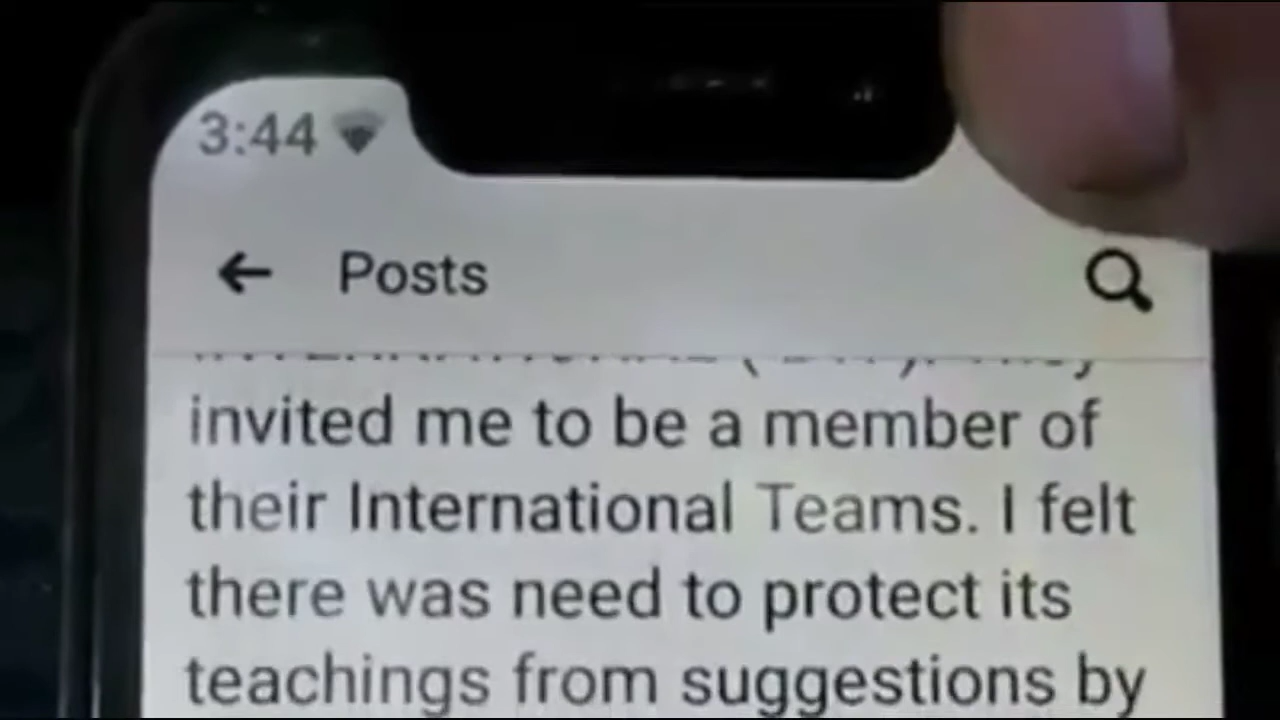 3:44
Posts
invited me to be a member of
their International Teams. I felt
there was need to protect its
teachings from suggestions by